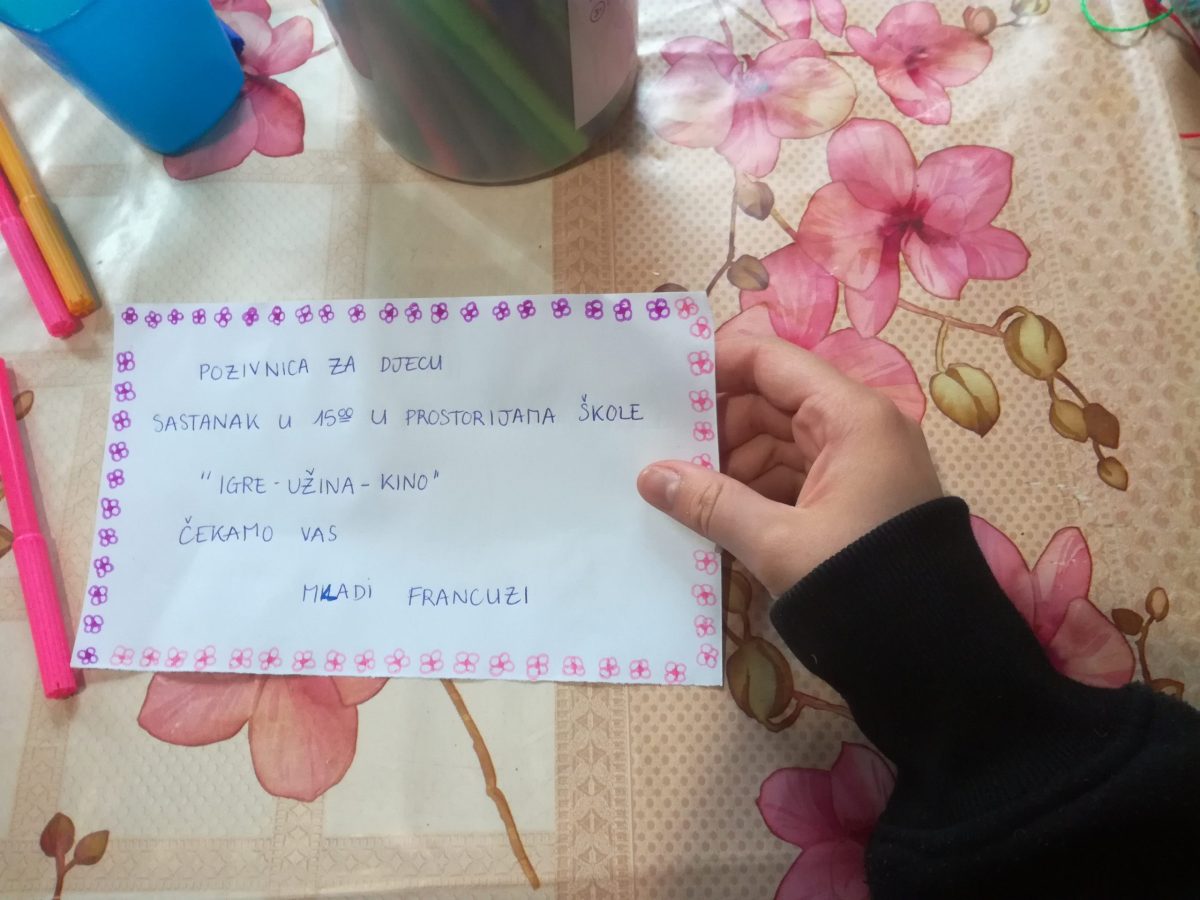 POZIVNICA ZA DJECU
SASTANAK U 15⁰⁰ U PROSTORIJAMA ŠKOLE
"IGRE - UŽINA - KINO"
ČEKAMO VAS
MLADi FRANCUZI